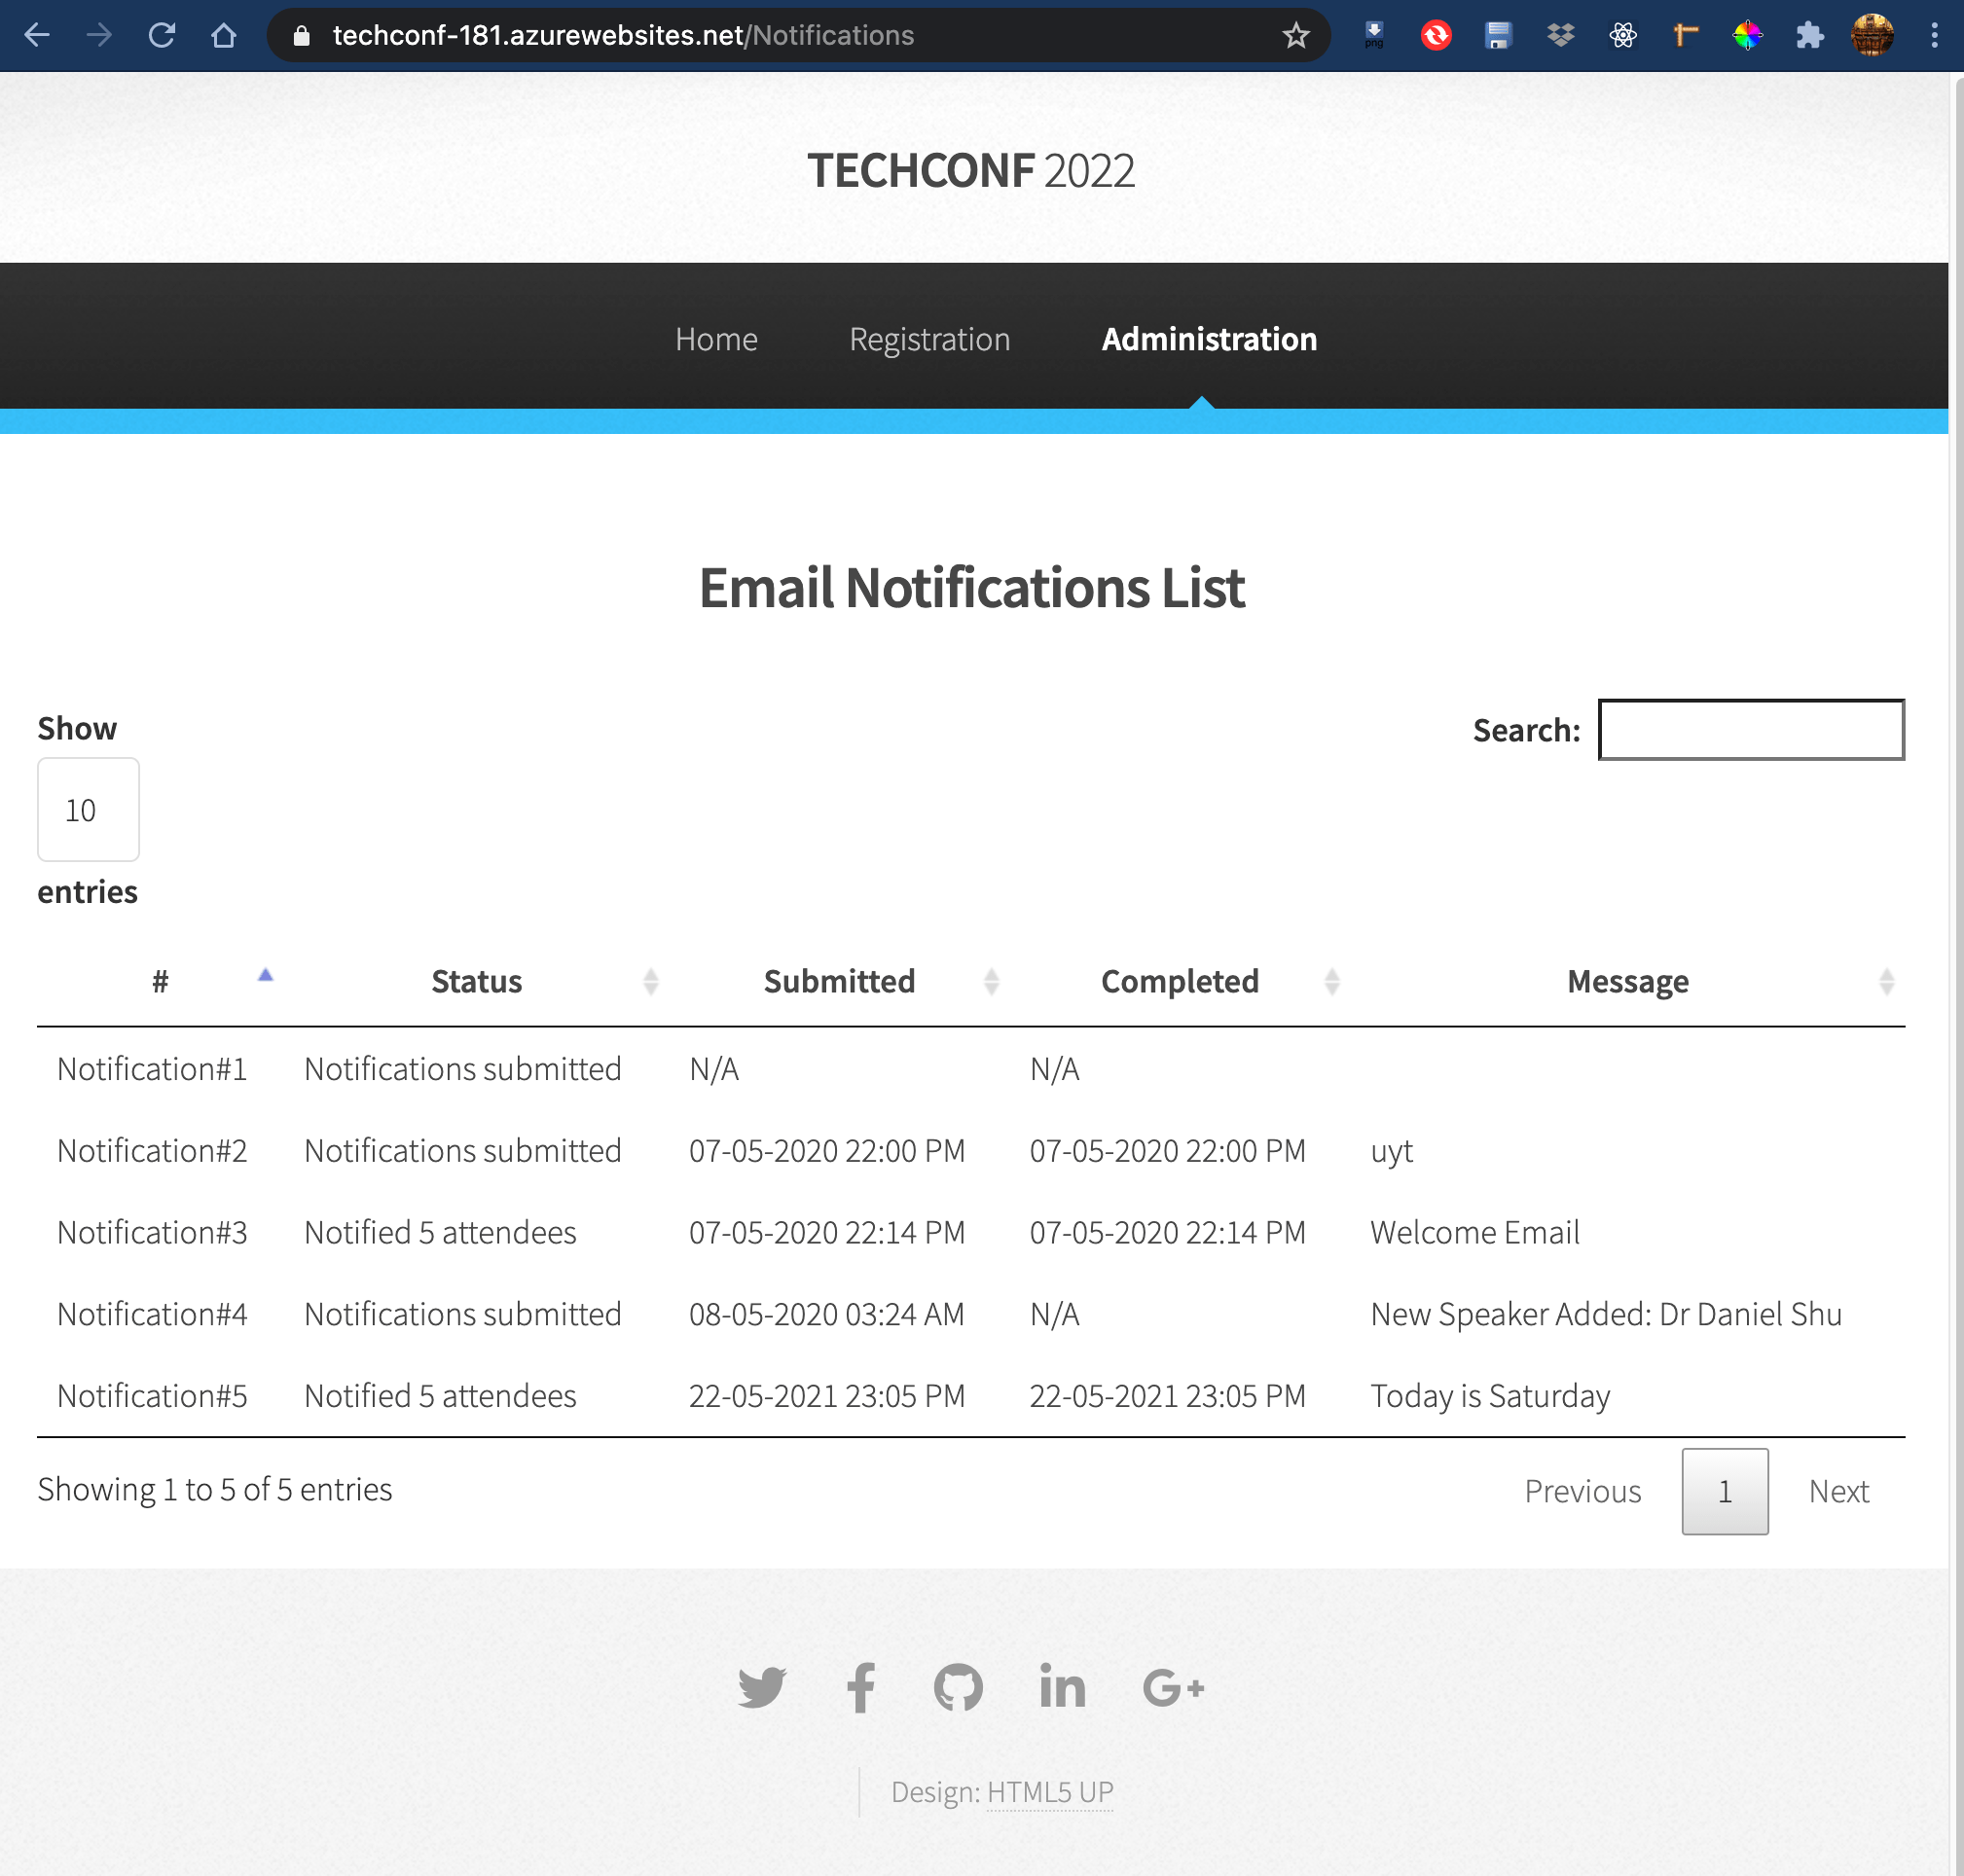 techconf-181.azurewebsites.net/Notifications
png
TECHCONF 2022
Home Registration Administration
Email Notifications List
Show
Search:
10
entries
# Status Submitted Completed Message
Notification#1 Notifications submitted N/A N/A
Notification#2 Notifications submitted 07-05-2020 22:00 PM 07-05-2020 22:00 PM uyt
Notification#3 Notified 5 attendees 07-05-2020 22:14 PM 07-05-2020 22:14 PM Welcome Email
Notification#4 Notifications submitted 08-05-2020 03:24 AM N/A New Speaker Added: Dr Daniel Shu
Notification#5 Notified 5 attendees 22-05-2021 23:05 PM 22-05-2021 23:05 PM Today is Saturday
Showing 1 to 5 of 5 entries
Previous 1 Next
Design: HTML5 UP